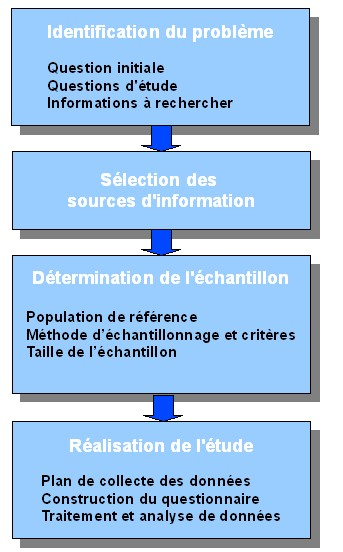 Identification du problème
Question initiale
Questions d'étude
Informations à rechercher
Sélection des
sources d'information
Détermination de l'échantillon
Population de référence
Méthode d'échantillonnage et critères
Taille de l'échantillon
Réalisation de l'étude
Plan de collecte des données
Construction du questionnaire
Traitement et analyse de données